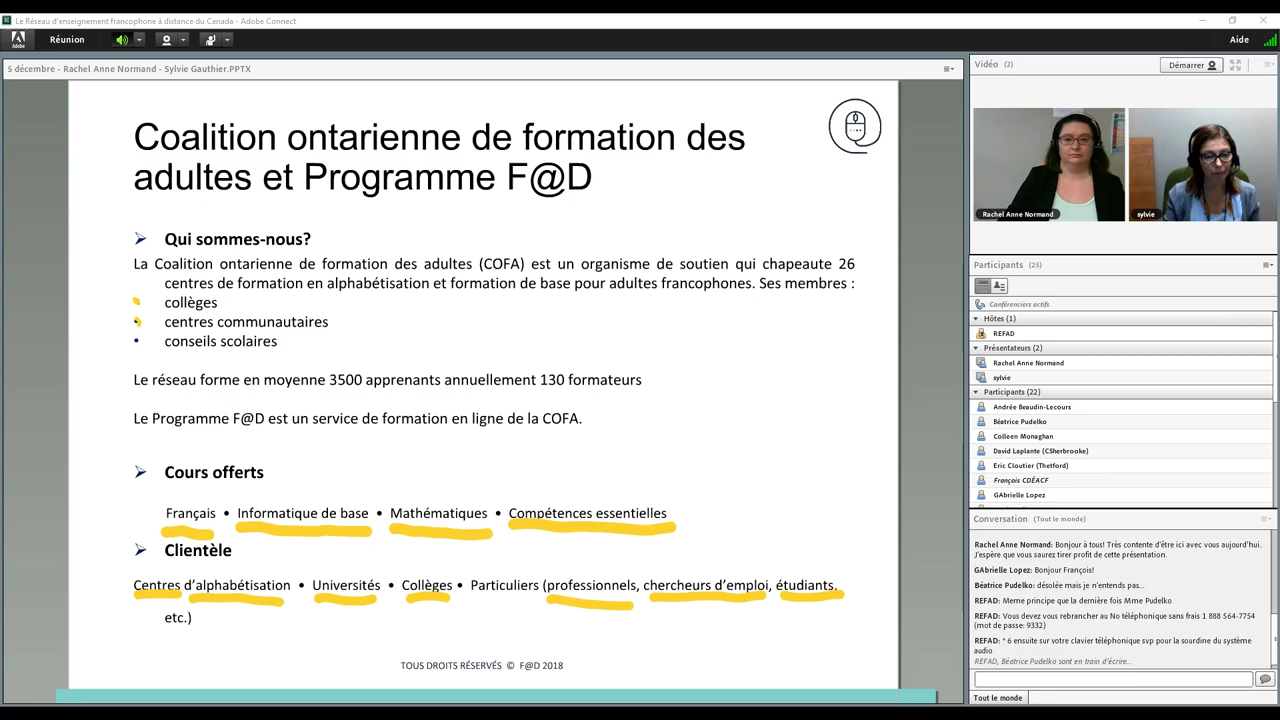 Le Réseau d'enseignement francophone à distance du Canada - Adobe Connect
Adobe
Réunion
Aide
5 décembre - Rachel Anne Normand - Sylvie Gauthier.PPTX
Coalition ontarienne de formation des
adultes et Programme F@D
Qui sommes-nous?
La Coalition ontarienne de formation des adultes (COFA) est un organisme de soutien qui chapeaute 26
centres de formation en alphabétisation et formation de base pour adultes francophones. Ses membres :
collèges
centres communautaires
• conseils scolaires
Le réseau forme en moyenne 3500 apprenants annuellement 130 formateurs
Le Programme F@D est un service de formation en ligne de la COFA.
Cours offerts
Français • Informatique de base • Mathématiques • Compétences essentielles
Clientèle
Centres d'alphabétisation • Universités • Collèges • Particuliers (professionnels, chercheurs d'emploi, étudiants,
etc.)
TOUS DROITS RÉSERVÉS © F@D 2018
Vidéo (2)
Démarrer
Rachel Anne Normand
sylvie
Participants (25)
Conférenciers actifs
Hôtes (1)
REFAD
Présentateurs (2)
Rachel Anne Normand
sylvie
Participants (22)
Andrée Beaudin-Lecours
Béatrice Pudelko
Colleen Monaghan
David Laplante (CSherbrooke)
Eric Cloutier (Thetford)
François CDÉACF
GAbrielle Lopez
Conversation (Tout le monde)
Rachel Anne Normand: Bonjour à tous! Très contente d'être ici avec vous aujourd'hui.
J'espère que vous saurez tirer profit de cette présentation.
GAbrielle Lopez: Bonjour François!
Béatrice Pudelko: désolée mais je n'entends pas...
REFAD: Meme principe que la dernière fois Mme Pudelko
REFAD: Vous devez vous rebrancher au No téléphonique sans frais 1 888 564-7754
(mot de passe: 9332)
REFAD: * 6 ensuite sur votre clavier téléphonique svp pour la sourdine du système
audio
REFAD, Béatrice Pudelko sont en train d'écrire...
Tout le monde